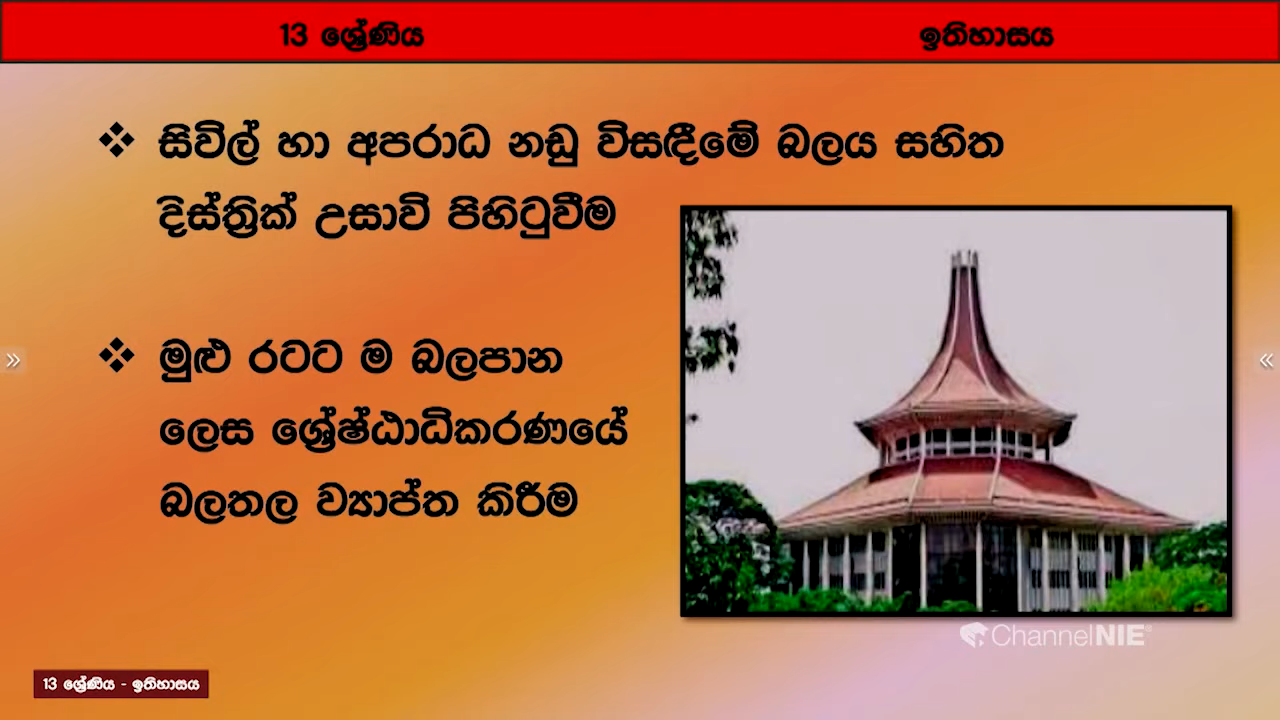 13 ශ්‍රේණිය
ඉතිහාසය
❖ සිවිල් හා අපරාධ නඩු විසඳීමේ බලය සහිත
දිස්ත්‍රික් උසාවි පිහිටුවීම
❖ මුළු රටට ම බලපාන
ලෙස ශ්‍රේෂ්ඨාධිකරණයේ
බලතල ව්‍යාප්ත කිරීම
ChannelNIE
13 ශ්‍රේණිය - ඉතිහාසය